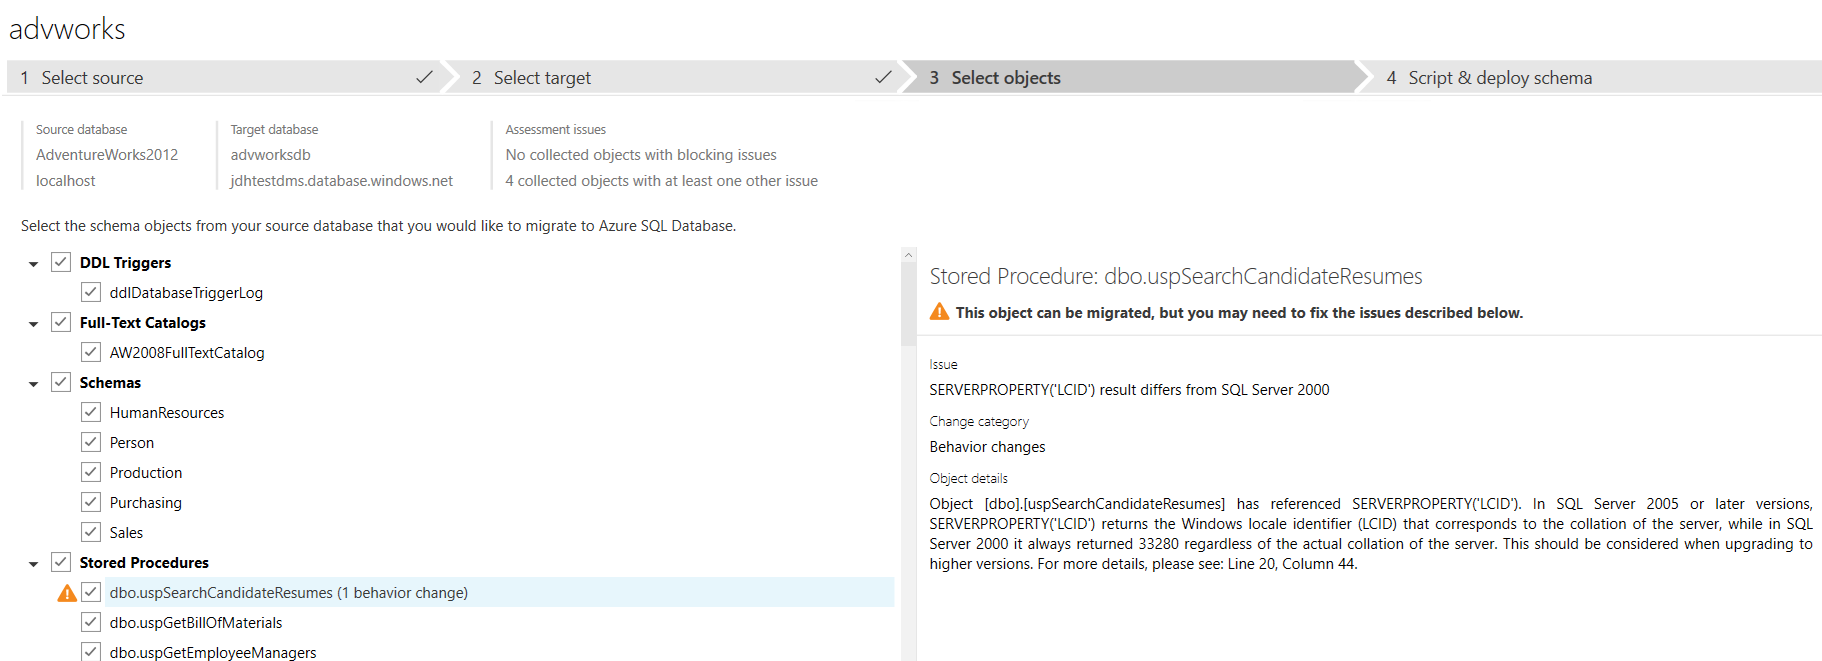 advworks
1 Select source
2 Select target
3 Select objects
4 Script & deploy schema
Source database
AdventureWorks2012
localhost
Target database
advworksdb
jdhtestdms.database.windows.net
Assessment issues
No collected objects with blocking issues
4 collected objects with at least one other issue
Select the schema objects from your source database that you would like to migrate to Azure SQL Database.
DDL Triggers
ddlDatabaseTriggerLog
Full-Text Catalogs
AW2008FullTextCatalog
Schemas
HumanResources
Person
Production
Purchasing
Sales
Stored Procedures
dbo.uspSearchCandidateResumes (1 behavior change)
dbo.uspGetBillOfMaterials
dbo.uspGetEmployeeManagers
Stored Procedure: dbo.uspSearchCandidateResumes
This object can be migrated, but you may need to fix the issues described below.
Issue
SERVERPROPERTY('LCID') result differs from SQL Server 2000
Change category
Behavior changes
Object details
Object [dbo].[uspSearchCandidateResumes] has referenced SERVERPROPERTY('LCID'). In SQL Server 2005 or later versions,
SERVERPROPERTY('LCID') returns the Windows locale identifier (LCID) that corresponds to the collation of the server, while in SQL
Server 2000 it always returned 33280 regardless of the actual collation of the server. This should be considered when upgrading to
higher versions. For more details, please see: Line 20, Column 44.